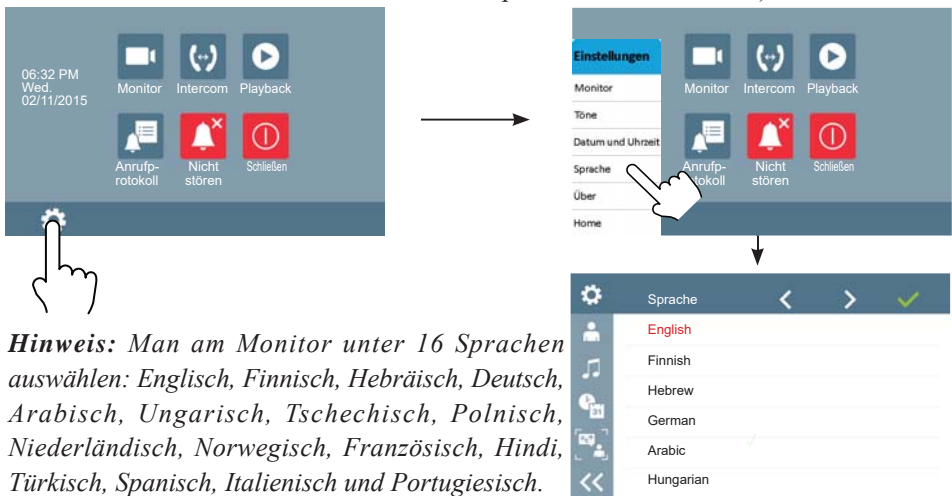 06:32 PM
Wed.
02/11/2015
Monitor Intercom Playback
Anrufp-
rotokoll
Nicht
stören
Schließen
Einstellungen
Monitor
Töne
Datum und Uhrzeit
Sprache
Über
Home
Monitor Intercom Playback
Anrufp-
rotokoll
Nicht
stören
Schließen
Hinweis: Man am Monitor unter 16 Sprachen
auswählen: Englisch, Finnisch, Hebräisch, Deutsch,
Arabisch, Ungarisch, Tschechisch, Polnisch,
Niederländisch, Norwegisch, Französisch, Hindi,
Türkisch, Spanisch, Italienisch und Portugiesisch.
Sprache
English
Finnish
Hebrew
German
Arabic
Hungarian
31